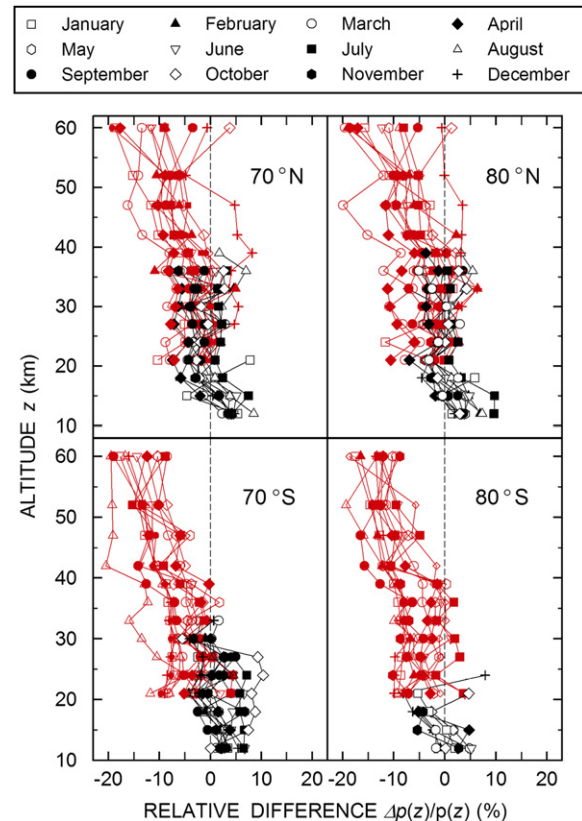 January February March April
May June July August
September October November December
60 70°N 80°N
50
40
30
20
10
60 70°S 80°S
50
40
30
20
10
ALTITUDE z (km)
-20 -10 0 10 20 -20 -10 0 10 20
RELATIVE DIFFERENCE Δp(z)/p(z) (%)